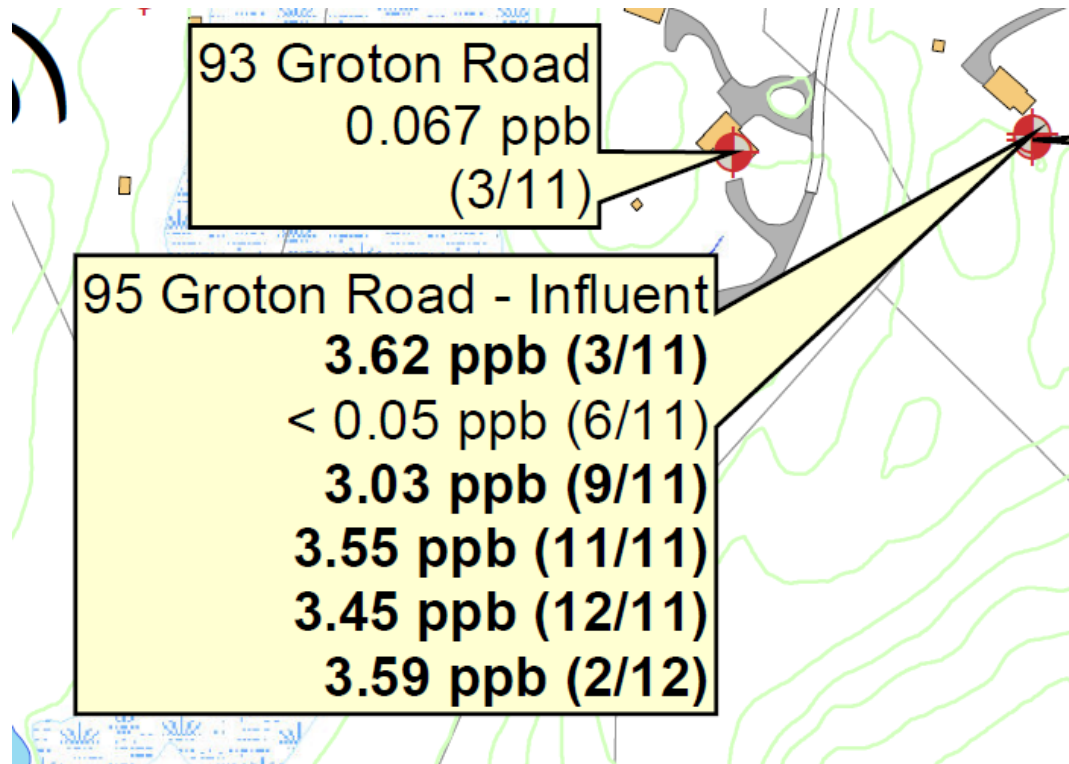 93 Groton Road
0.067 ppb
(3/11)
95 Groton Road - Influent
3.62 ppb (3/11)
< 0.05 ppb (6/11)
3.03 ppb (9/11)
3.55 ppb (11/11)
3.45 ppb (12/11)
3.59 ppb (2/12)